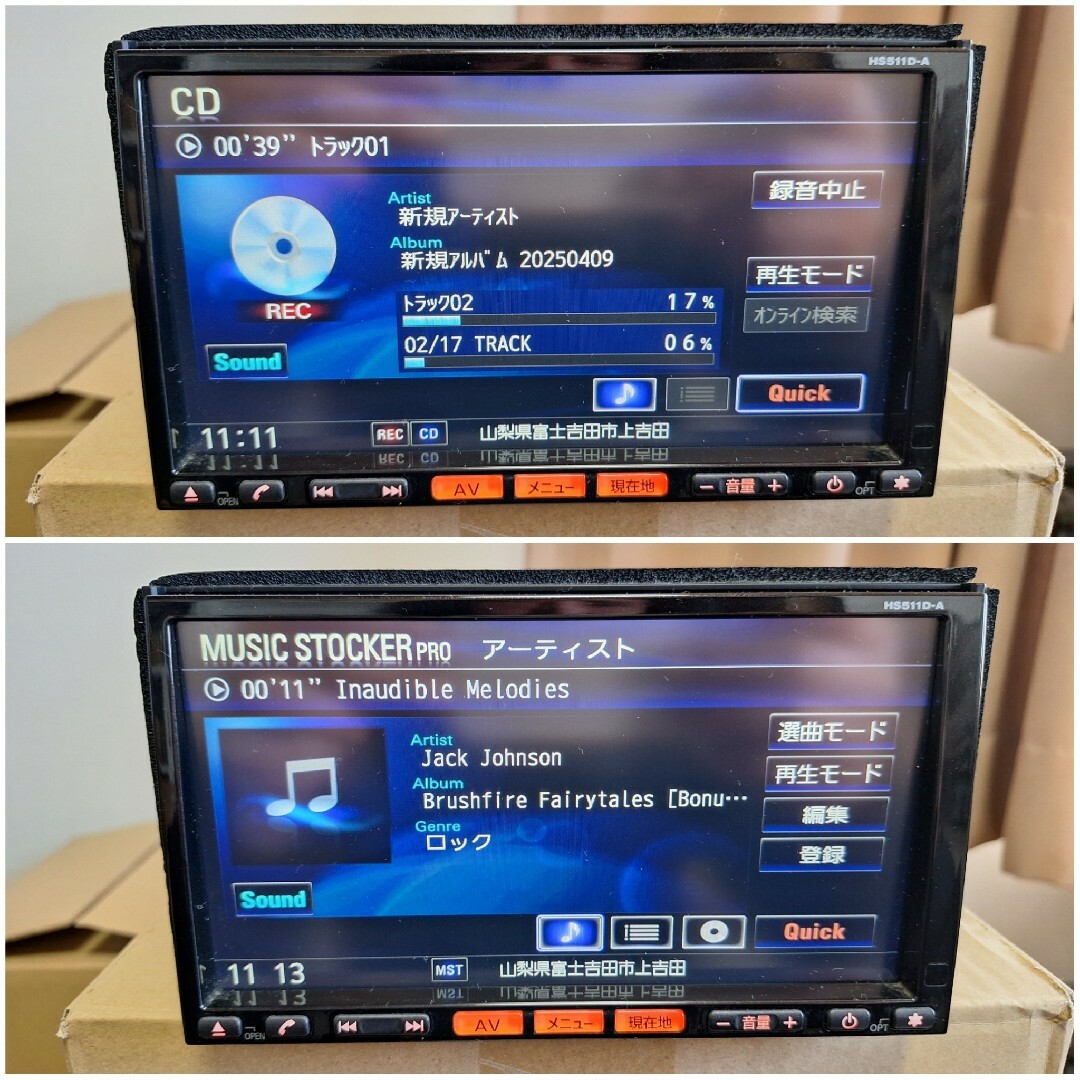 HS511D-A
CD
00'39" トラック01
録音中止
Artist
新規アーティスト
Album
新規アルバム 20250409
再生モード
REC
トラック02 17%
オンライン検索
02/17 TRACK 06%
Sound
Quick
11:11 REC CD 山梨県富士吉田市上吉田
OPEN AV メニュー 現在地 − 音量 + OPT
HS511D-A
MUSIC STOCKER PRO アーティスト
00'11" Inaudible Melodies
選曲モード
Artist
Jack Johnson
再生モード
Album
Brushfire Fairytales [Bonu…
編集
Genre
ロック
登録
Sound
Quick
11 13 MST 山梨県富士吉田市上吉田
OPEN AV メニュー 現在地 − 音量 + OPT